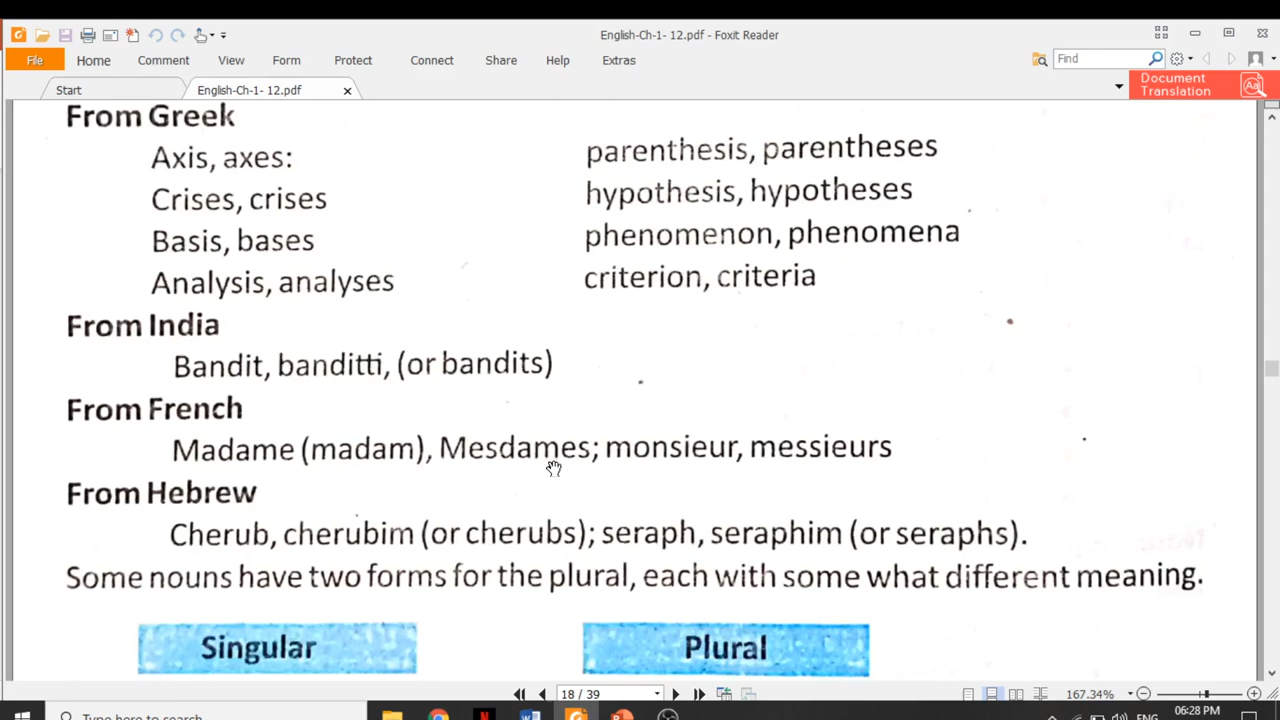 English-Ch-1- 12.pdf - Foxit Reader
File Home Comment View Form Protect Connect Share Help Extras Find
Start English-Ch-1- 12.pdf Document Translation
From Greek
Axis, axes: parenthesis, parentheses
Crises, crises hypothesis, hypotheses
Basis, bases phenomenon, phenomena
Analysis, analyses criterion, criteria
From India
Bandit, banditti, (or bandits)
From French
Madame (madam), Mesdames; monsieur, messieurs
From Hebrew
Cherub, cherubim (or cherubs); seraph, seraphim (or seraphs).
Some nouns have two forms for the plural, each with some what different meaning.
Singular Plural
18 / 39 167.34%
Type here to search ENG 06:28 PM